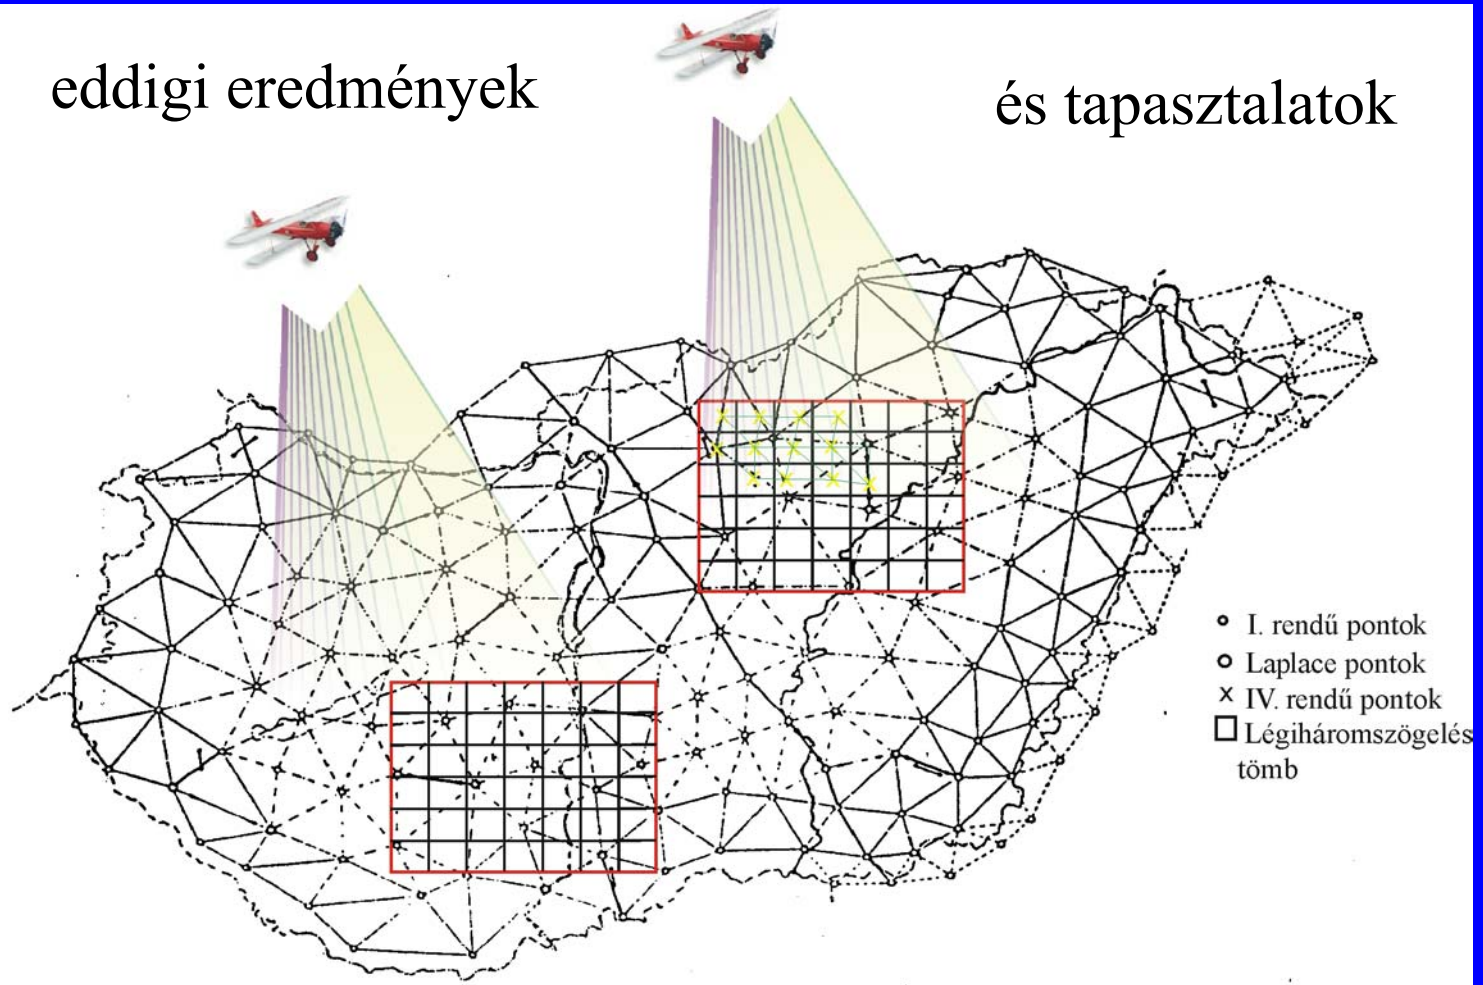 eddigi eredmények
és tapasztalatok
I. rendű pontok
Laplace pontok
IV. rendű pontok
Légiháromszögelés
tömb